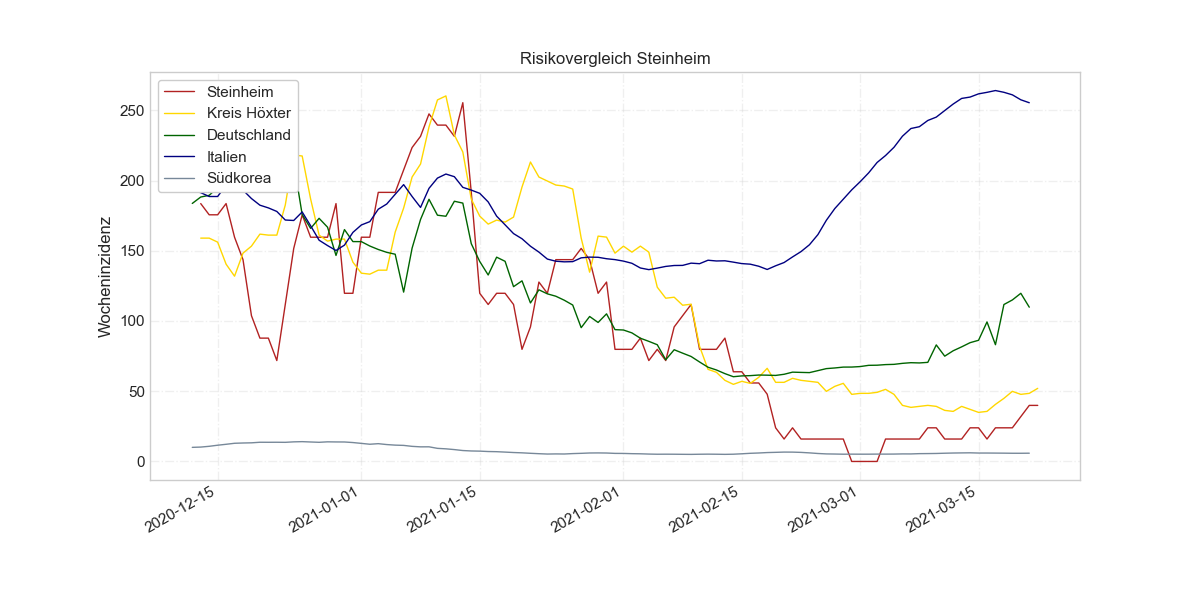 Risikovergleich Steinheim
Steinheim
Kreis Höxter
Deutschland
Italien
Südkorea
Wocheninzidenz
250
200
150
100
50
0
2020-12-15
2021-01-01
2021-01-15
2021-02-01
2021-02-15
2021-03-01
2021-03-15